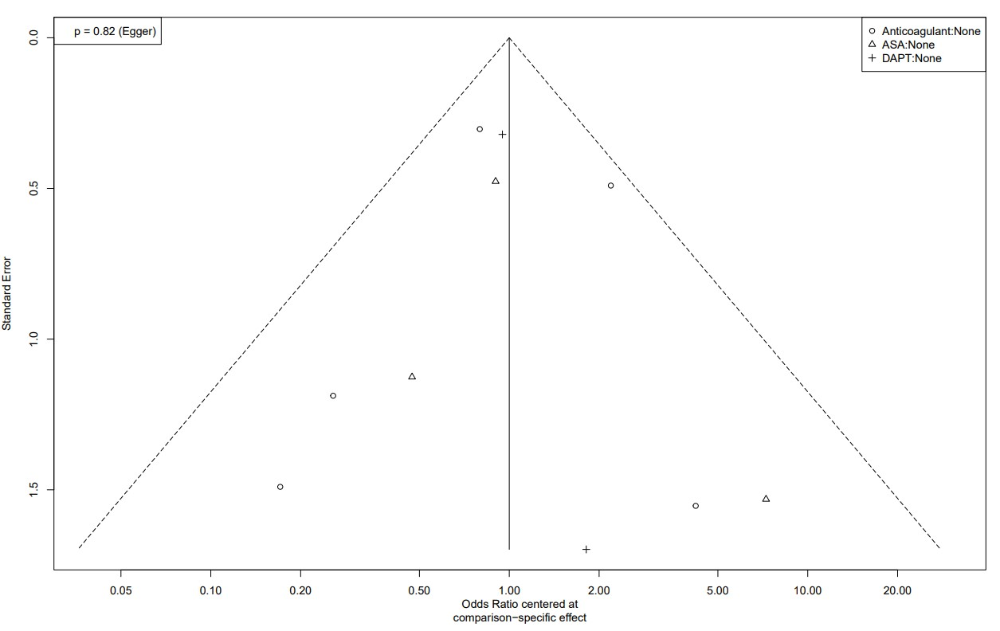 p = 0.82 (Egger)
Anticoagulant:None
ASA:None
DAPT:None
Standard Error
0.0
0.5
1.0
1.5
0.05 0.10 0.20 0.50 1.00 2.00 5.00 10.00 20.00
Odds Ratio centered at
comparison−specific effect